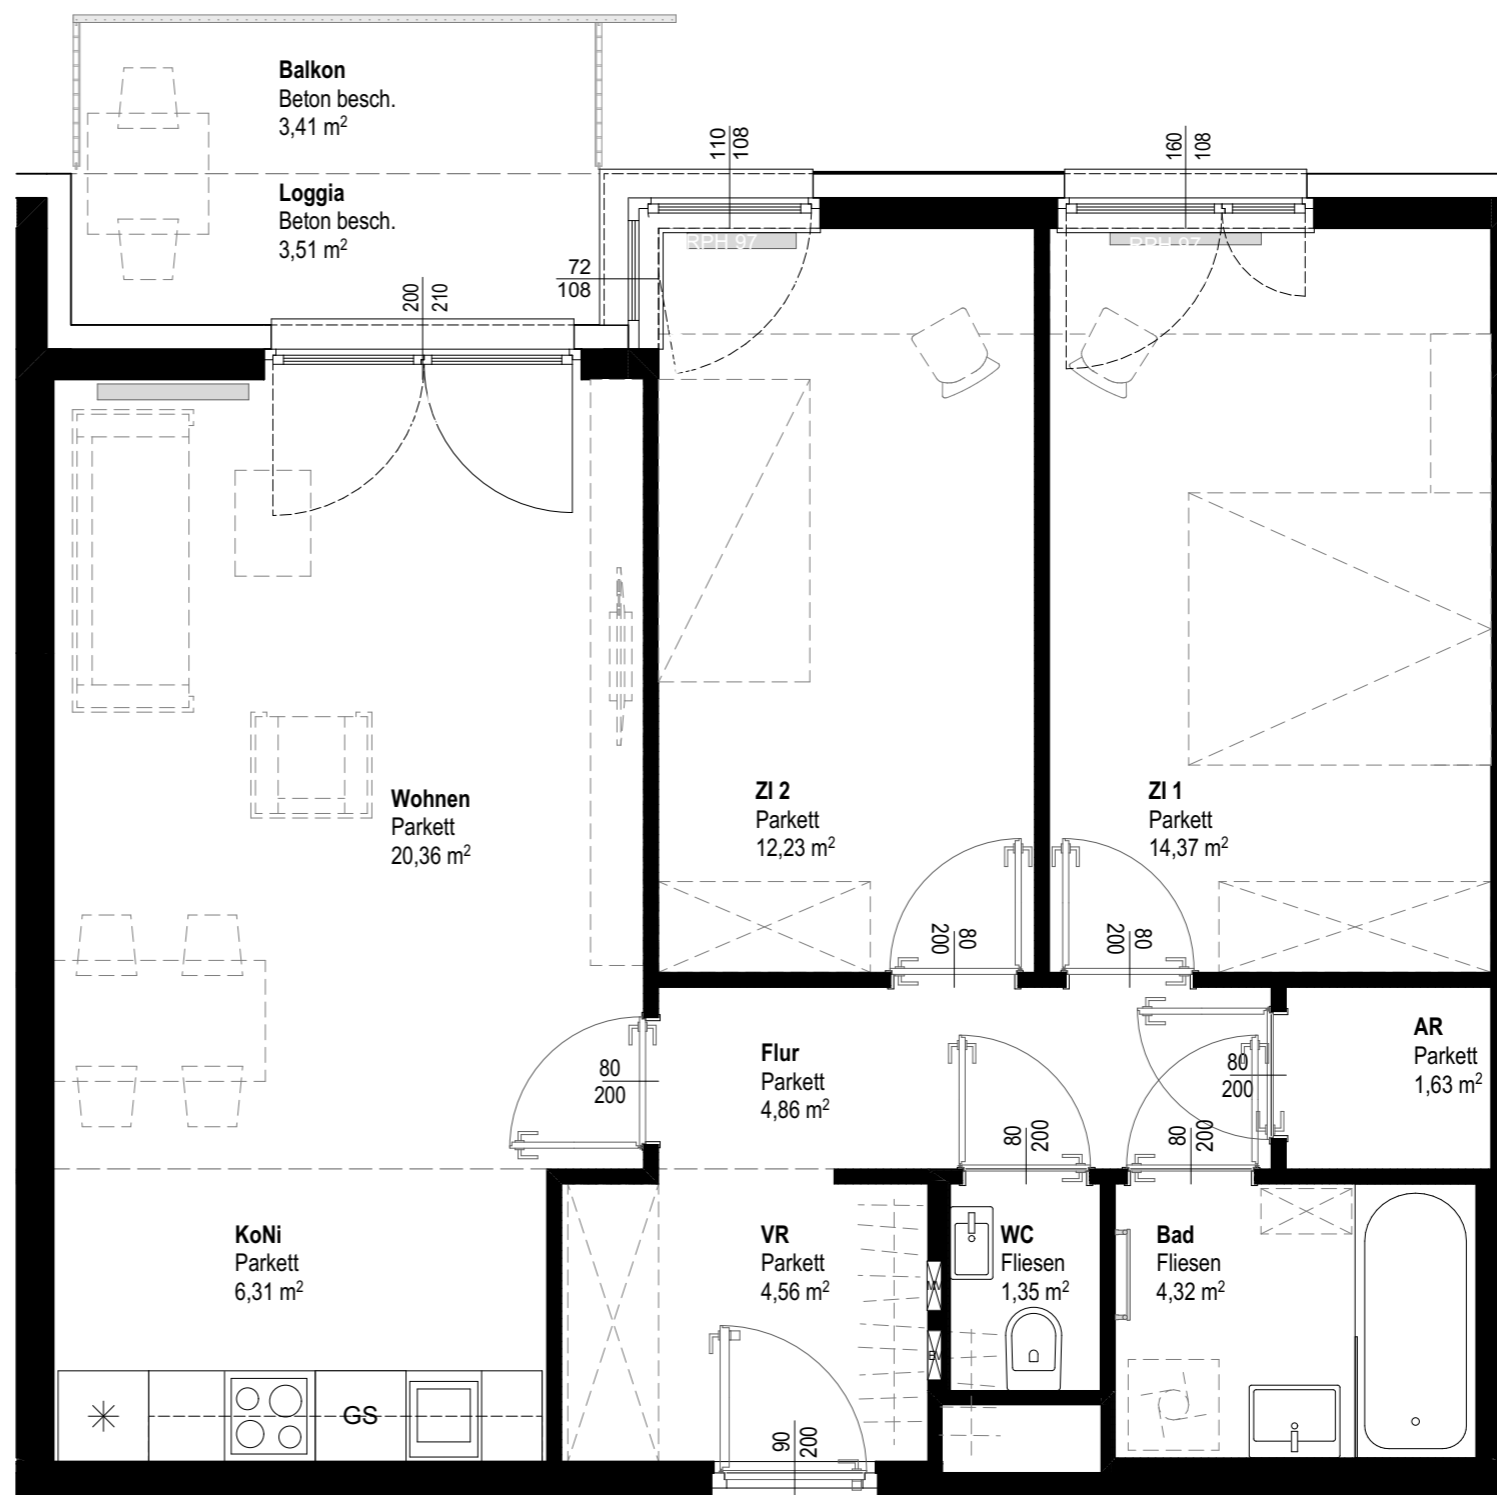 Balkon
Beton besch.
3,41 m²
Loggia
Beton besch.
3,51 m²
110
108
160
108
RPH 97
RPH 97
72
108
200
210
Wohnen
Parkett
20,36 m²
ZI 2
Parkett
12,23 m²
ZI 1
Parkett
14,37 m²
80
200
80
200
Flur
Parkett
4,86 m²
80
200
80
200
AR
Parkett
1,63 m²
80
200
80
200
KoNi
Parkett
6,31 m²
VR
Parkett
4,56 m²
WC
Fliesen
1,35 m²
Bad
Fliesen
4,32 m²
GS
90
200